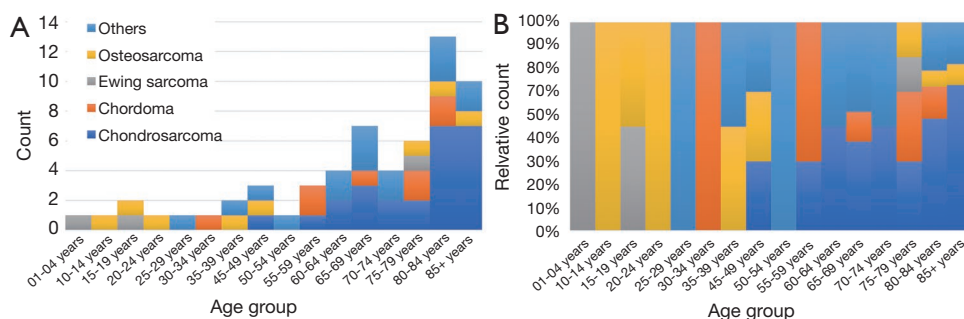 A
14
12
10
8
6
4
2
0
Count
Others
Osteosarcoma
Ewing sarcoma
Chordoma
Chondrosarcoma
01-04 years
10-14 years
15-19 years
20-24 years
25-29 years
30-34 years
35-39 years
45-49 years
50-54 years
55-59 years
60-64 years
65-69 years
70-74 years
75-79 years
80-84 years
85+ years
Age group
B
100%
90%
80%
70%
60%
50%
40%
30%
20%
10%
0%
Relvative count
01-04 years
10-14 years
15-19 years
20-24 years
25-29 years
30-34 years
35-39 years
45-49 years
50-54 years
55-59 years
60-64 years
65-69 years
70-74 years
75-79 years
80-84 years
85+ years
Age group